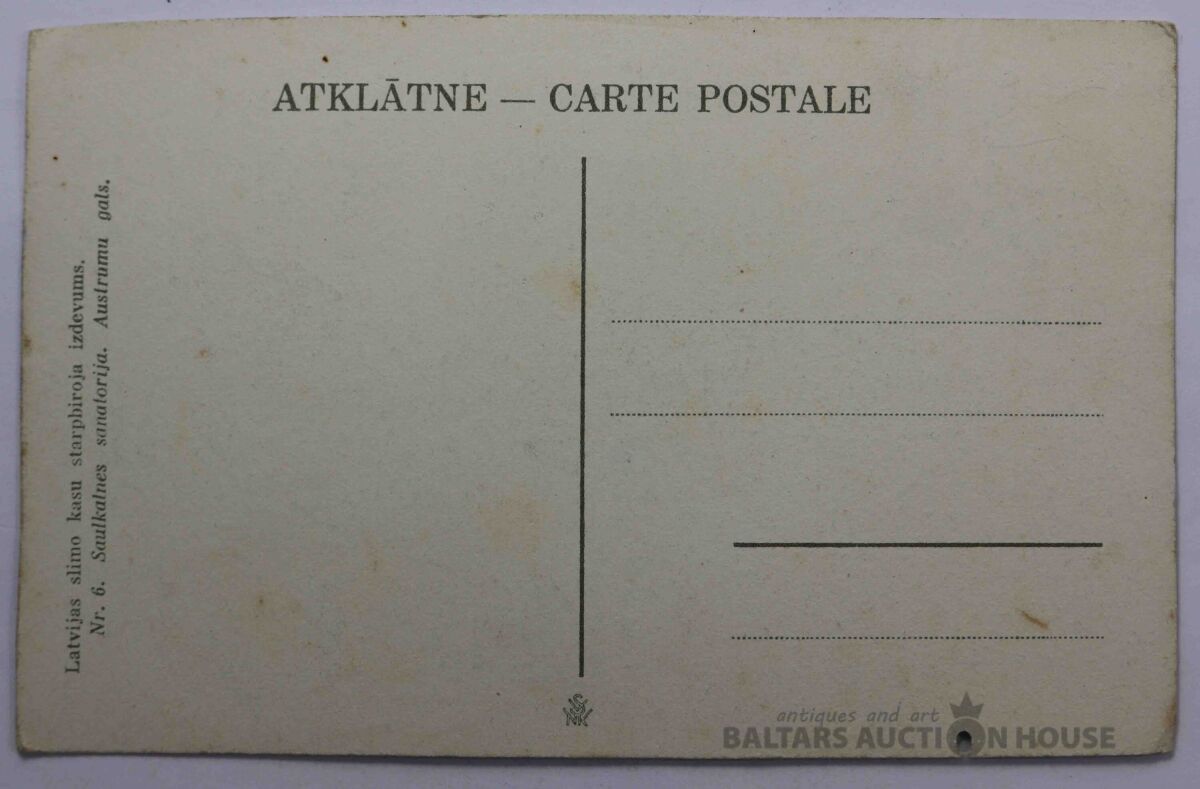 ATKLĀTNE — CARTE POSTALE
Latvijas slimo kasu starpbiroja izdevums.
Nr. 6. Saulkalnes sanatorija. Austrumu gals.
antiques and art
BALTARS AUCTION HOUSE